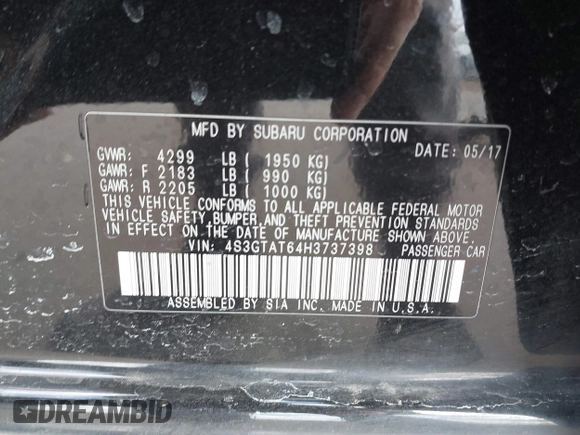 MFD BY SUBARU CORPORATION
GVWR: 4299 LB ( 1950 KG) DATE: 05/17
GAWR: F 2183 LB ( 990 KG)
GAWR: R 2205 LB ( 1000 KG)
THIS VEHICLE CONFORMS TO ALL APPLICABLE FEDERAL MOTOR
VEHICLE SAFETY, BUMPER, AND THEFT PREVENTION STANDARDS
IN EFFECT ON THE DATE OF MANUFACTURE SHOWN ABOVE.
VIN: 4S3GTAT64H3737398 PASSENGER CAR
ASSEMBLED BY SIA INC. MADE IN U.S.A.
DREAMBID